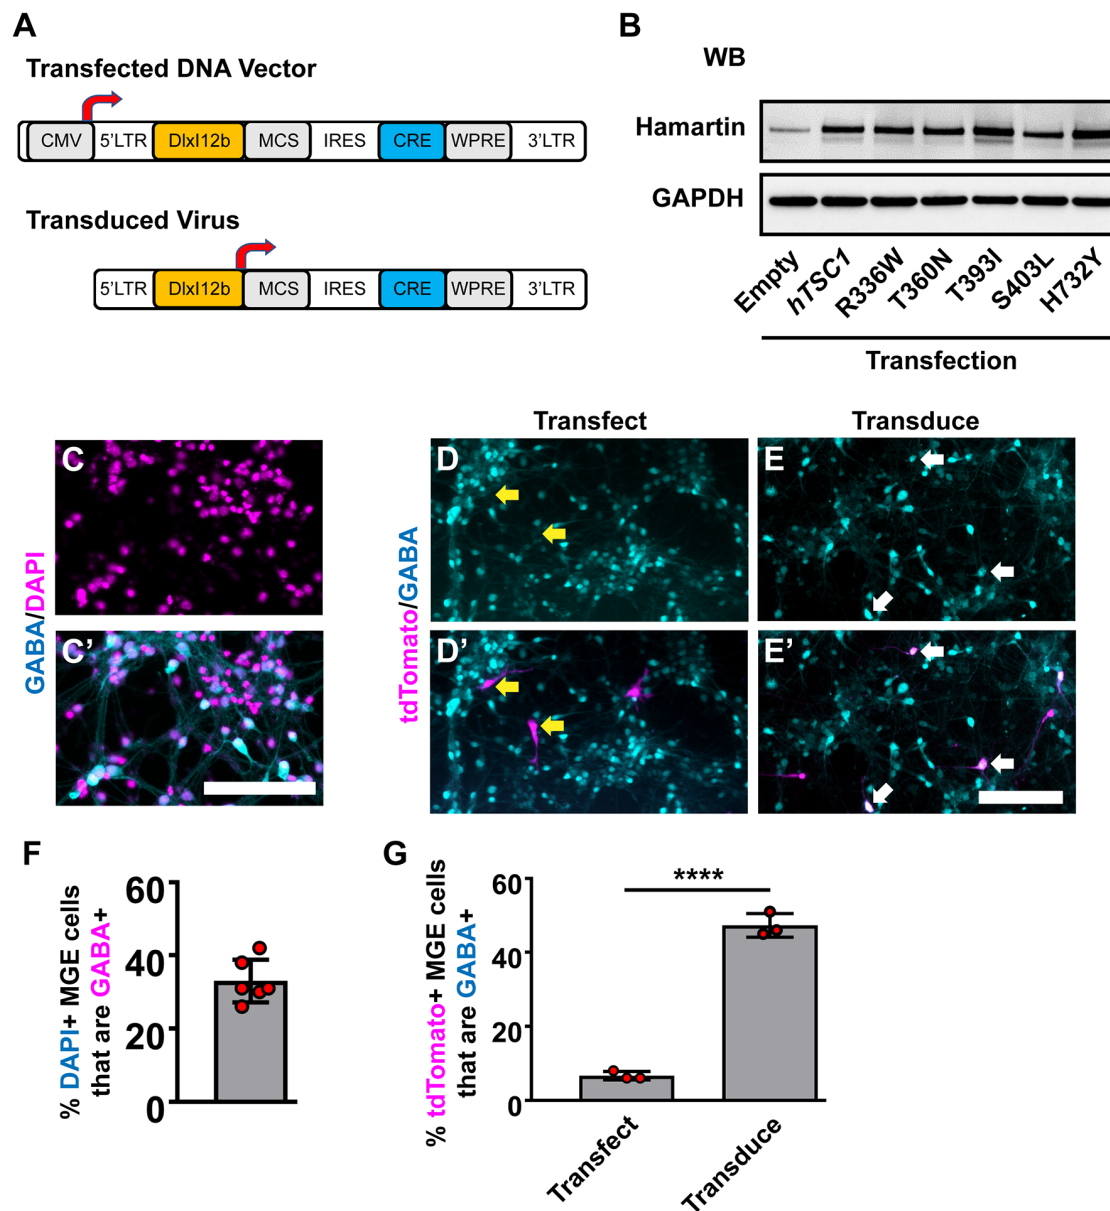 A
Transfected DNA Vector
CMV 5'LTR DlxI12b MCS IRES CRE WPRE 3'LTR
Transduced Virus
5'LTR DlxI12b MCS IRES CRE WPRE 3'LTR
B
WB
Hamartin
GAPDH
Empty hTSC1 R336W T360N T393I S403L H732Y
Transfection
GABA/DAPI
C
C'
Transfect Transduce
tdTomato/GABA
D E
D' E'
F
% DAPI+ MGE cells
that are GABA+
60
40
20
0
G
% tdTomato+ MGE cells
that are GABA+
60
40
20
0
****
Transfect Transduce